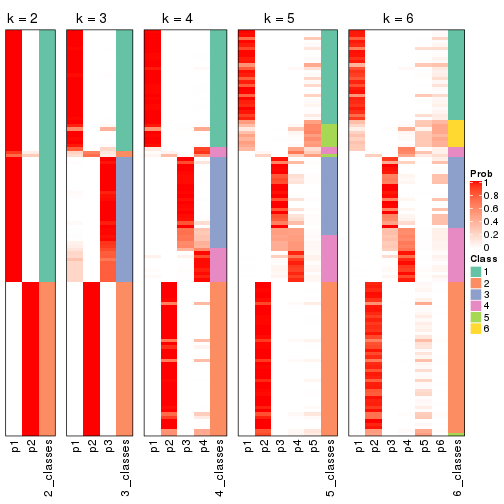 k = 2
k = 3
k = 4
k = 5
k = 6
p1
p2
2_classes
p1
p2
p3
3_classes
p1
p2
p3
p4
4_classes
p1
p2
p3
p4
p5
5_classes
p1
p2
p3
p4
p5
p6
6_classes
Prob
1
0.8
0.6
0.4
0.2
0
Class
1
2
3
4
5
6